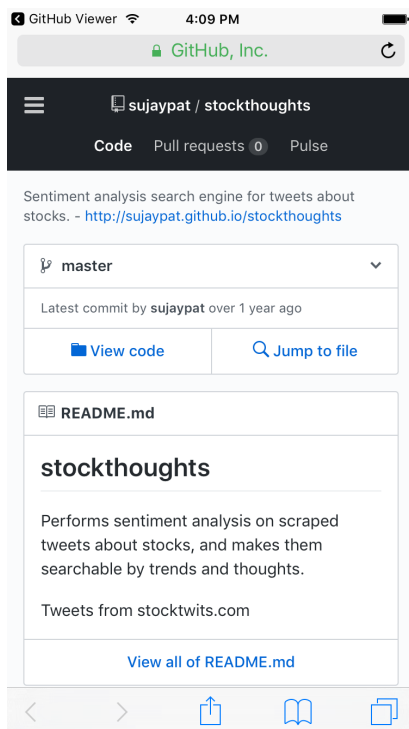 GitHub Viewer 4:09 PM
GitHub, Inc.
sujaypat / stockthoughts
Code Pull requests 0 Pulse
Sentiment analysis search engine for tweets about
stocks. - http://sujaypat.github.io/stockthoughts
master
Latest commit by sujaypat over 1 year ago
View code Jump to file
README.md
stockthoughts
Performs sentiment analysis on scraped
tweets about stocks, and makes them
searchable by trends and thoughts.
Tweets from stocktwits.com
View all of README.md